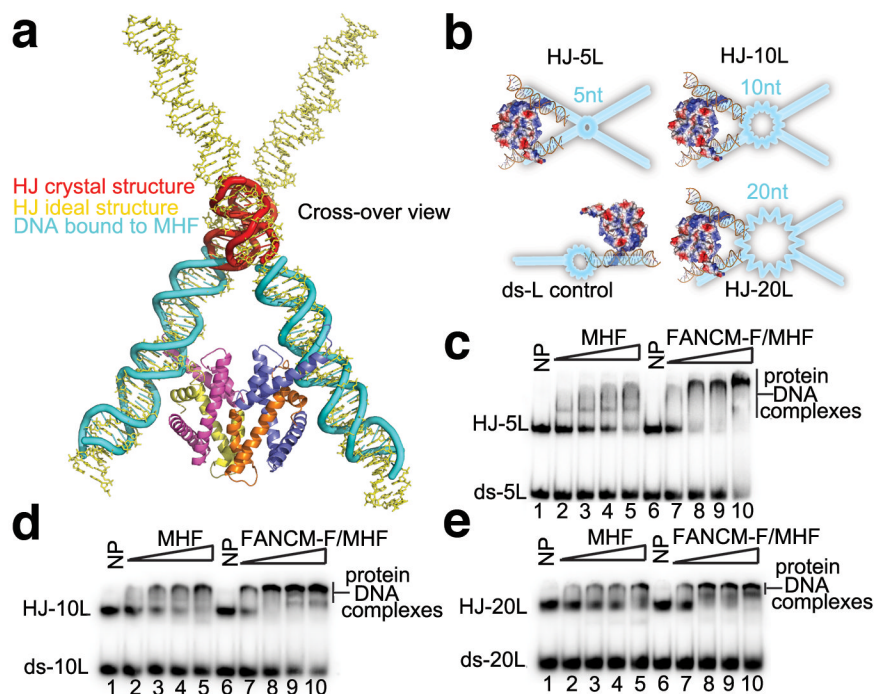 a
HJ crystal structure
HJ ideal structure
DNA bound to MHF
Cross-over view
b
HJ-5L
HJ-10L
5nt
10nt
20nt
ds-L control
HJ-20L
c
NP
MHF
NP
FANCM-F/MHF
protein
DNA
complexes
HJ-5L
ds-5L
1 2 3 4 5 6 7 8 9 10
d
NP
MHF
NP
FANCM-F/MHF
protein
DNA
complexes
HJ-10L
ds-10L
1 2 3 4 5 6 7 8 9 10
e
NP
MHF
NP
FANCM-F/MHF
protein
DNA
complexes
HJ-20L
ds-20L
1 2 3 4 5 6 7 8 9 10